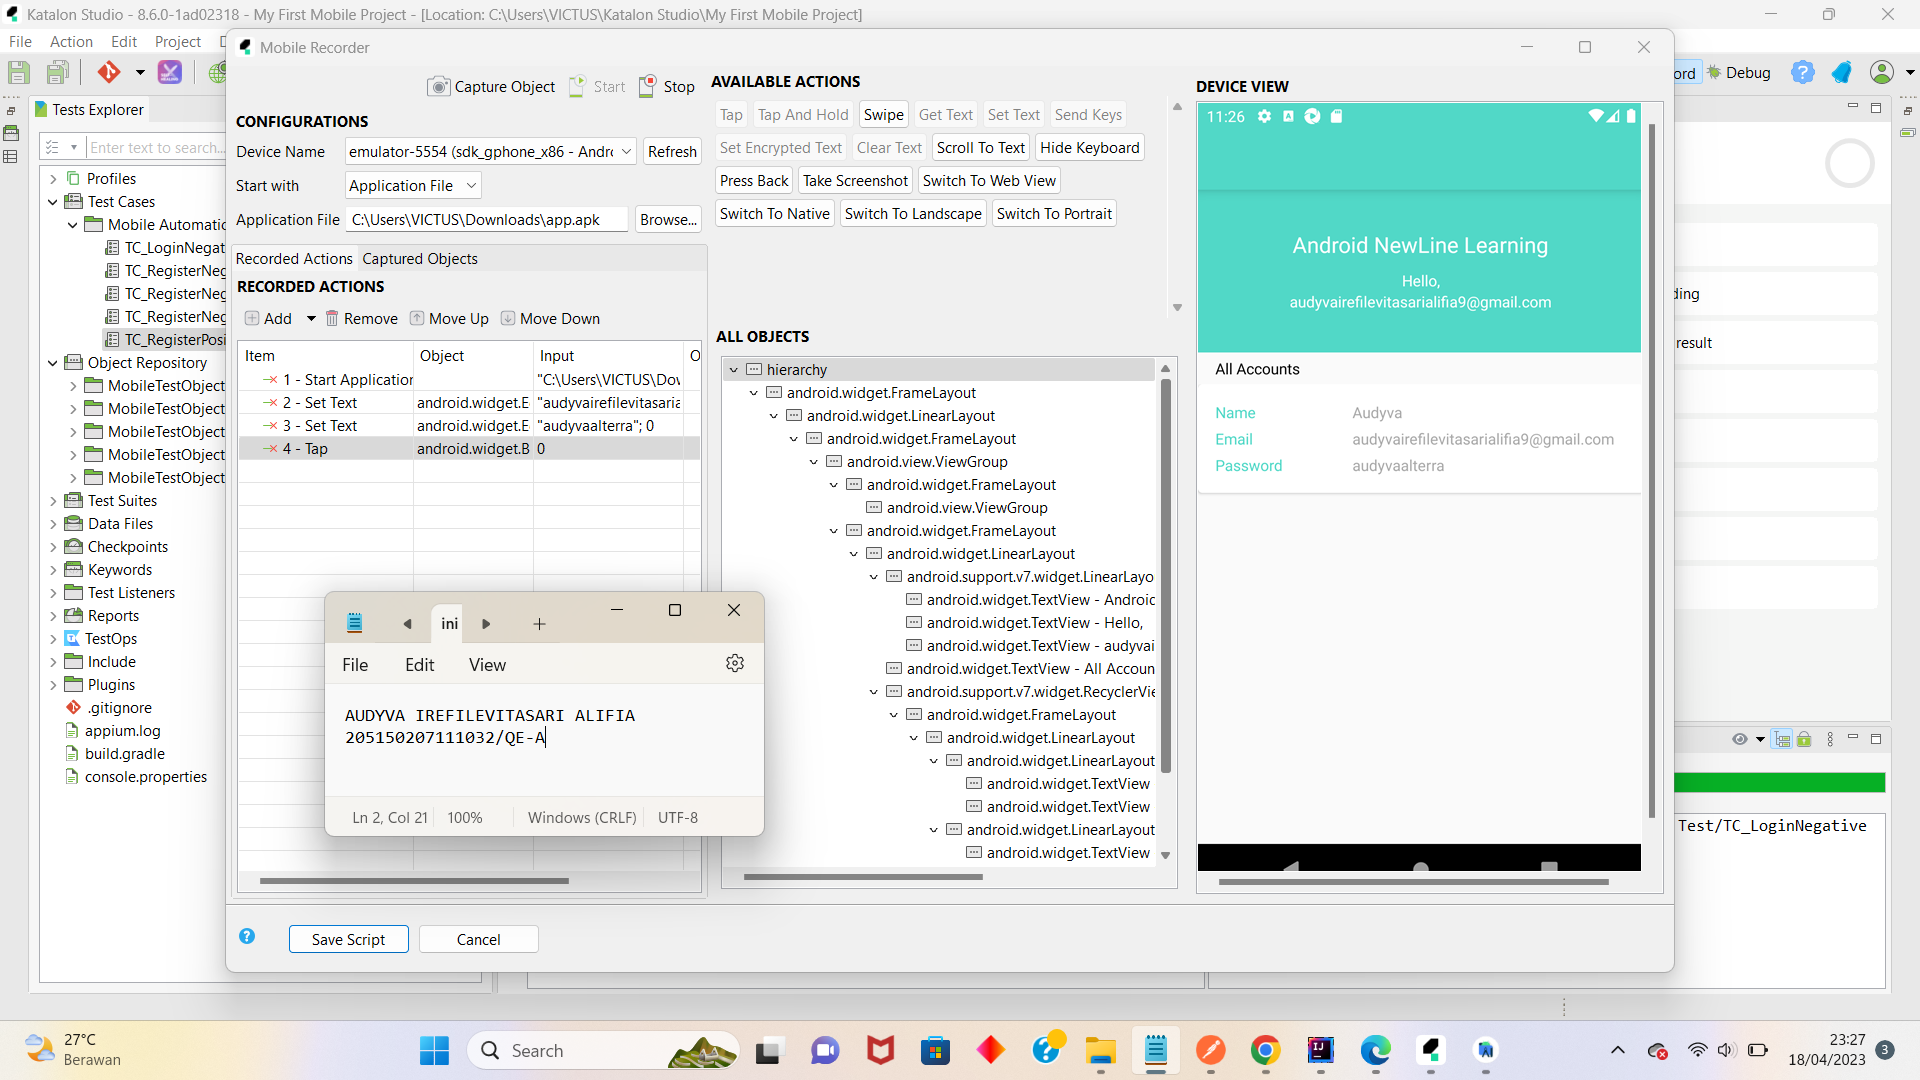 Katalon Studio - 8.6.0-1ad02318 - My First Mobile Project - [Location: C:\Users\VICTUS\Katalon Studio\My First Mobile Project]
File Action Edit Project
Mobile Recorder
Debug
Tests Explorer
Enter text to search...
Profiles
Test Cases
Mobile Automatic
TC_LoginNegat
TC_RegisterNeg
TC_RegisterNeg
TC_RegisterNeg
TC_RegisterPosi
Object Repository
MobileTestObject
MobileTestObject
MobileTestObject
MobileTestObject
MobileTestObject
Test Suites
Data Files
Checkpoints
Keywords
Test Listeners
Reports
TestOps
Include
Plugins
.gitignore
appium.log
build.gradle
console.properties
Capture Object Start Stop
CONFIGURATIONS
Device Name emulator-5554 (sdk_gphone_x86 - Andrc Refresh
Start with Application File
Application File C:\Users\VICTUS\Downloads\app.apk Browse...
Recorded Actions Captured Objects
RECORDED ACTIONS
Add Remove Move Up Move Down
Item Object Input O
1 - Start Application "C:\Users\VICTUS\Dov
2 - Set Text android.widget.E "audyvairefilevitasaria
3 - Set Text android.widget.E "audyvaalterra"; 0
4 - Tap android.widget.B 0
ini
File Edit View
AUDYVA IREFILEVITASARI ALIFIA
205150207111032/QE-A
Ln 2, Col 21 100% Windows (CRLF) UTF-8
Save Script Cancel
AVAILABLE ACTIONS
Tap Tap And Hold Swipe Get Text Set Text Send Keys
Set Encrypted Text Clear Text Scroll To Text Hide Keyboard
Press Back Take Screenshot Switch To Web View
Switch To Native Switch To Landscape Switch To Portrait
ALL OBJECTS
hierarchy
android.widget.FrameLayout
android.widget.LinearLayout
android.widget.FrameLayout
android.view.ViewGroup
android.widget.FrameLayout
android.view.ViewGroup
android.widget.FrameLayout
android.widget.LinearLayout
android.support.v7.widget.LinearLayo
android.widget.TextView - Androic
android.widget.TextView - Hello,
android.widget.TextView - audyvai
android.widget.TextView - All Accoun
android.support.v7.widget.RecyclerVie
android.widget.FrameLayout
android.widget.LinearLayout
android.widget.LinearLayout
android.widget.TextView
android.widget.TextView
android.widget.LinearLayout
android.widget.TextView
DEVICE VIEW
11:26
Android NewLine Learning
Hello,
audyvairefilevitasarialifia9@gmail.com
All Accounts
Name Audyva
Email audyvairefilevitasarialifia9@gmail.com
Password audyvaalterra
ord
ding
result
Test/TC_LoginNegative
27°C
Berawan
Search
23:27
18/04/2023
3